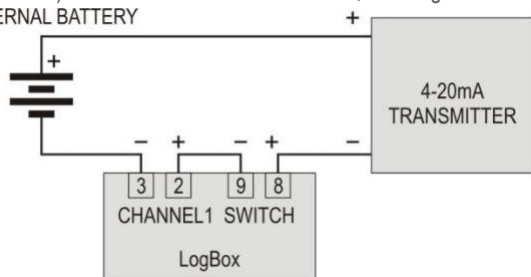 ERNAL BATTERY
+
+
4-20mA
TRANSMITTER
− + − + −
3 2 9 8
CHANNEL1 SWITCH
LogBox